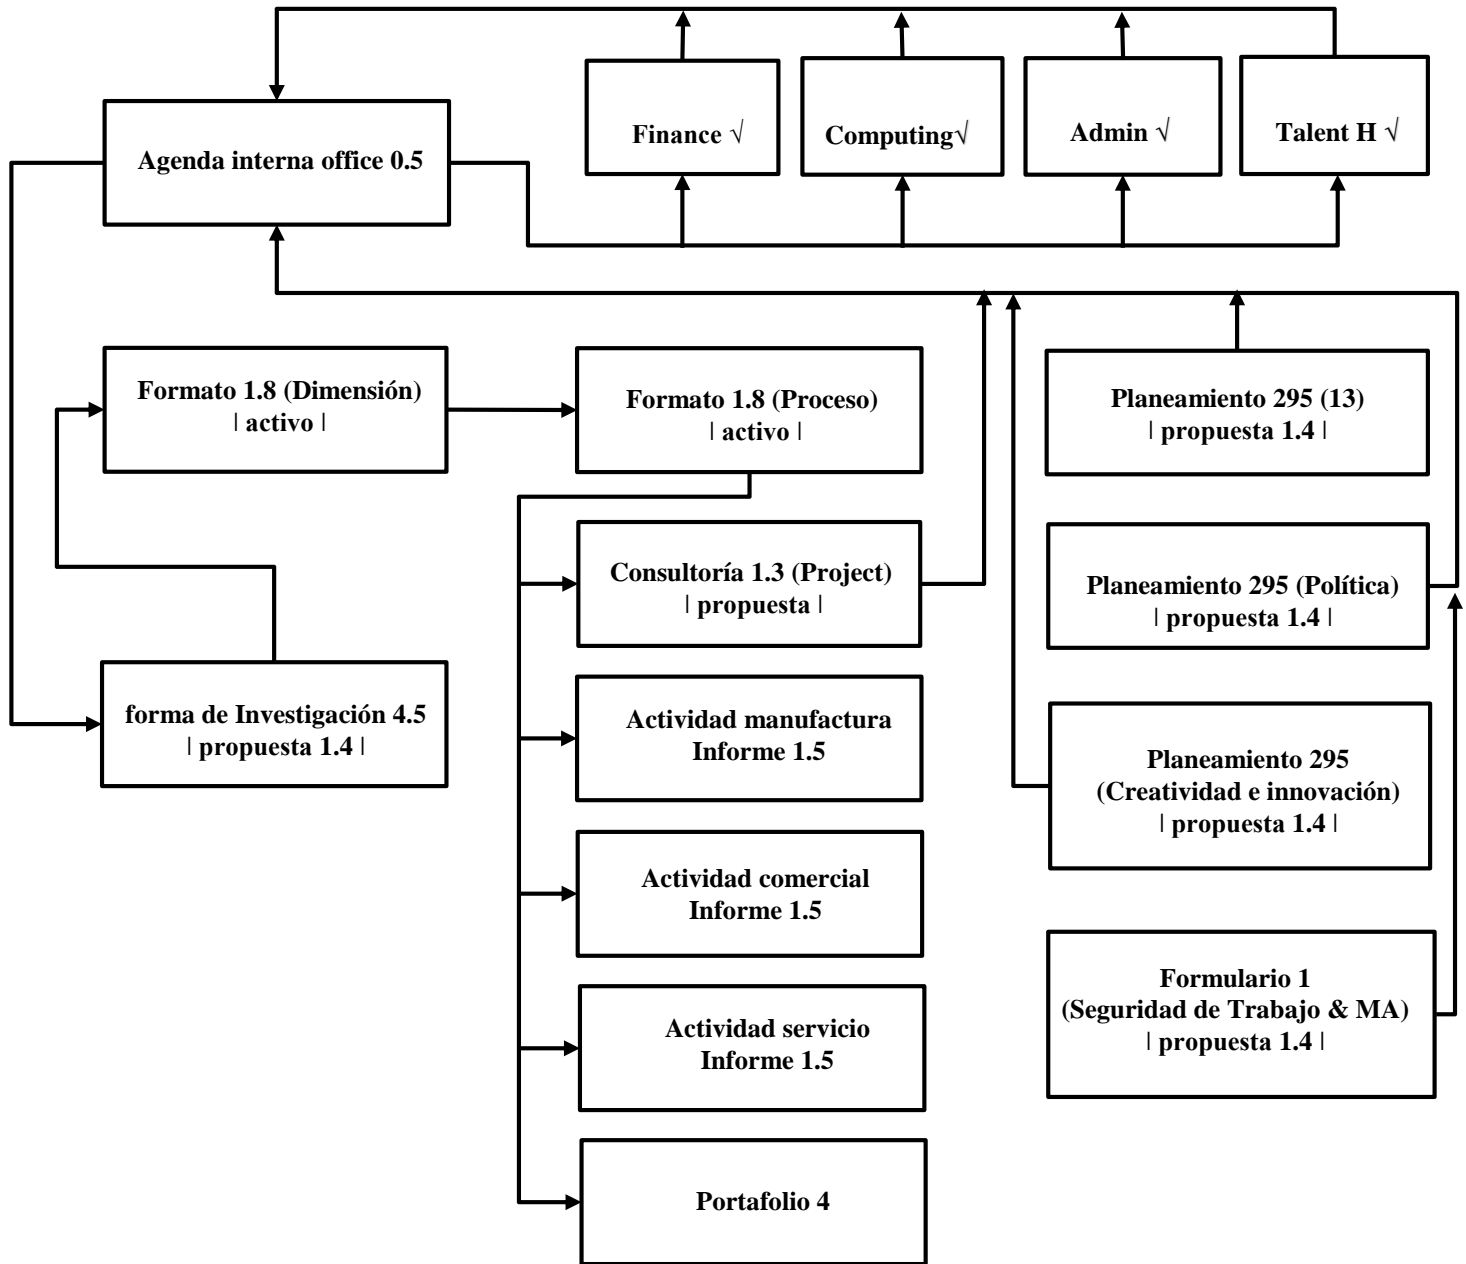 Finance √
Computing√
Admin √
Talent H √
Agenda interna office 0.5
Formato 1.8 (Dimensión)
| activo |
Formato 1.8 (Proceso)
| activo |
Planeamiento 295 (13)
| propuesta 1.4 |
Consultoría 1.3 (Project)
| propuesta |
Planeamiento 295 (Política)
| propuesta 1.4 |
forma de Investigación 4.5
| propuesta 1.4 |
Actividad manufactura
Informe 1.5
Planeamiento 295
(Creatividad e innovación)
| propuesta 1.4 |
Actividad comercial
Informe 1.5
Formulario 1
(Seguridad de Trabajo & MA)
| propuesta 1.4 |
Actividad servicio
Informe 1.5
Portafolio 4